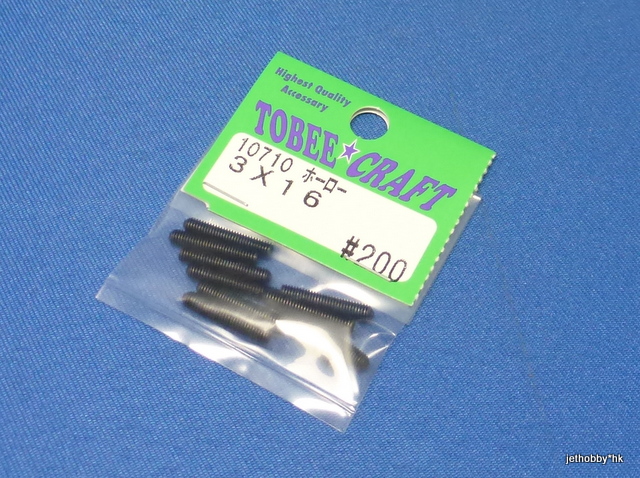 Highest Quality
Accessary
TOBEE★CRAFT
10710 ホーロー
3X16
#200
jethobby*hk